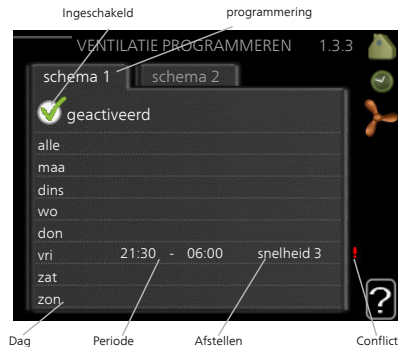 Ingeschakeld programmering
VENTILATIE PROGRAMMEREN 1.3.3
schema 1 schema 2
geactiveerd
alle
maa
dins
wo
don
vri 21:30 - 06:00 snelheid 3 !
zat
zon
?
Dag Periode Afstellen Conflict